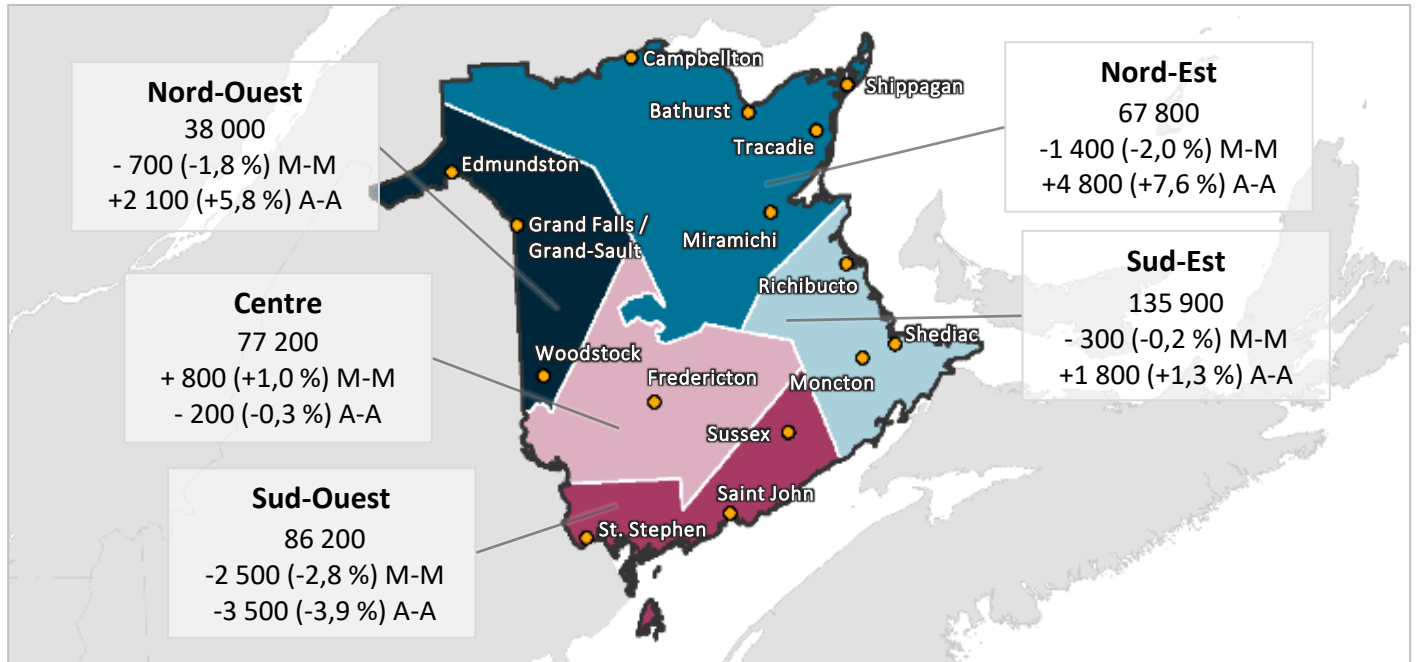 Nord-Ouest
38 000
- 700 (-1,8 %) M-M
+2 100 (+5,8 %) A-A
Centre
77 200
+ 800 (+1,0 %) M-M
- 200 (-0,3 %) A-A
Sud-Ouest
86 200
-2 500 (-2,8 %) M-M
-3 500 (-3,9 %) A-A
Nord-Est
67 800
-1 400 (-2,0 %) M-M
+4 800 (+7,6 %) A-A
Sud-Est
135 900
- 300 (-0,2 %) M-M
+1 800 (+1,3 %) A-A
Campbellton
Shippagan
Bathurst
Tracadie
Edmundston
Grand Falls /
Grand-Sault
Miramichi
Richibucto
Shediac
Woodstock
Fredericton
Moncton
Sussex
Saint John
St. Stephen